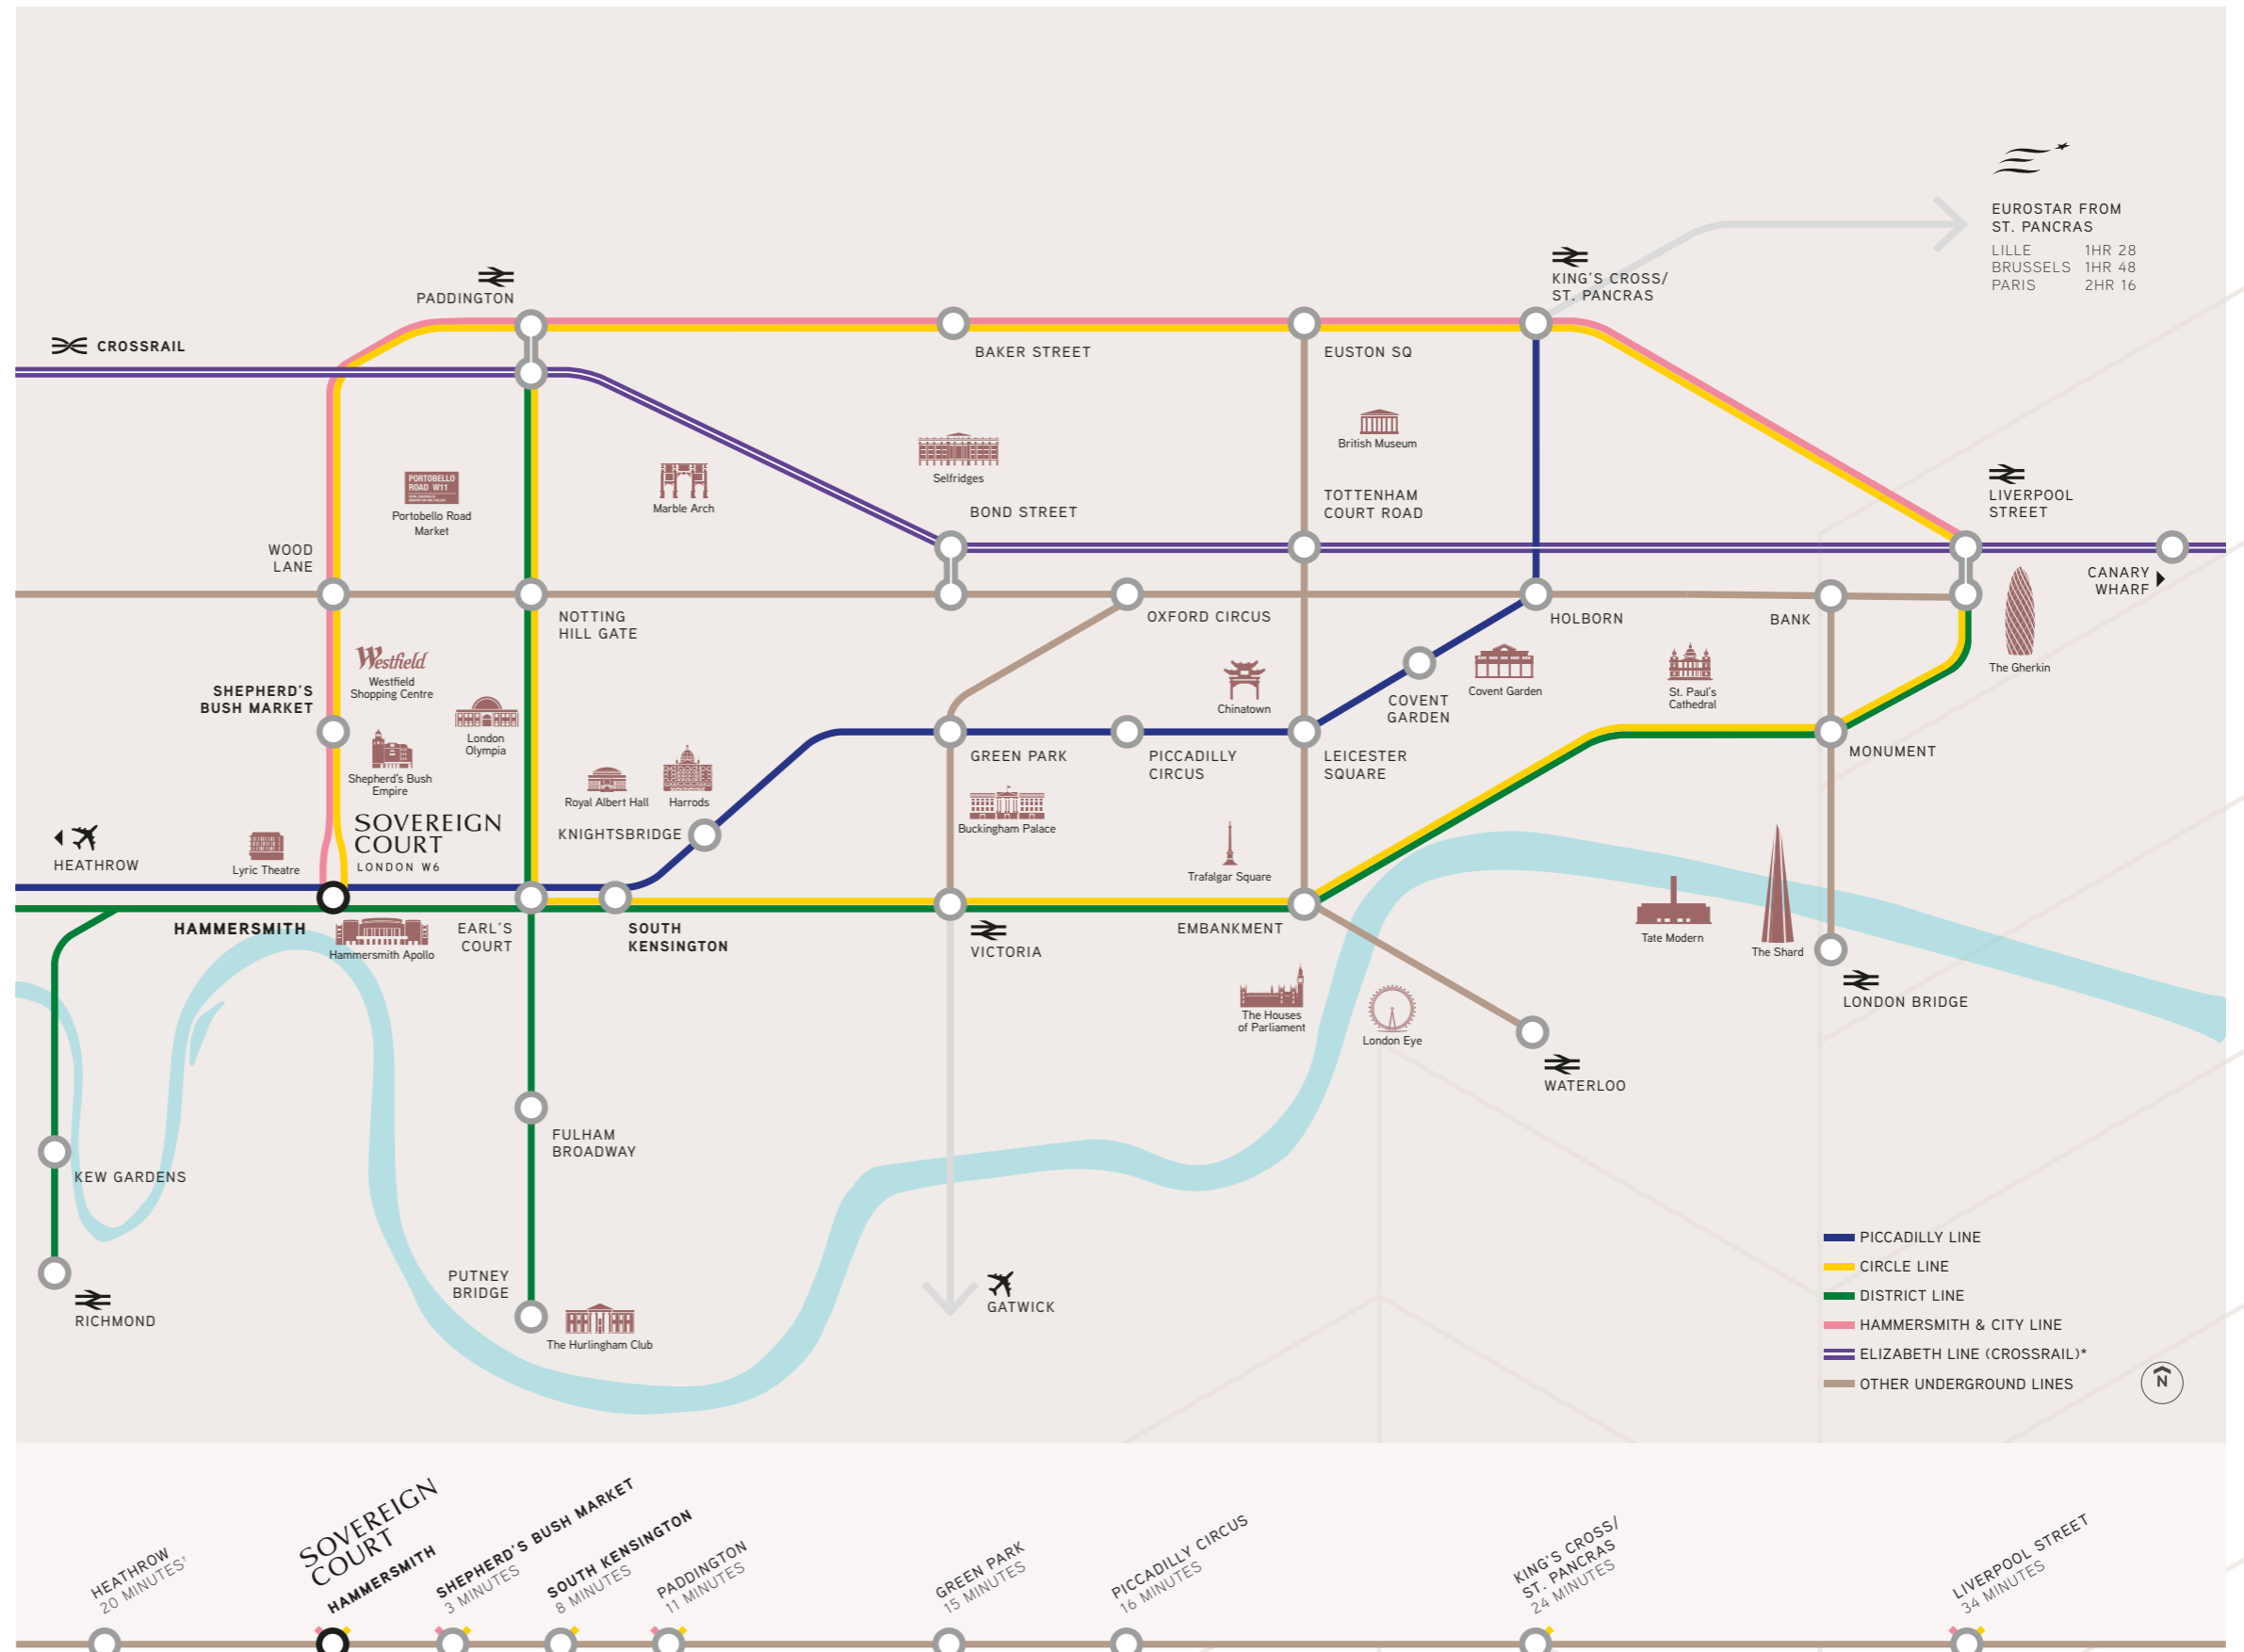 EUROSTAR FROM
ST. PANCRAS
LILLE 1HR 28
BRUSSELS 1HR 48
PARIS 2HR 16
KING'S CROSS/
ST. PANCRAS
PADDINGTON
CROSSRAIL
BAKER STREET
EUSTON SQ
British Museum
Selfridges
PORTOBELLO
ROAD W11
Portobello Road
Market
Marble Arch
BOND STREET
TOTTENHAM
COURT ROAD
LIVERPOOL
STREET
WOOD
LANE
CANARY
WHARF
NOTTING
HILL GATE
OXFORD CIRCUS
HOLBORN
BANK
The Gherkin
Westfield
Westfield
Shopping Centre
SHEPHERD'S
BUSH MARKET
London
Olympia
Chinatown
COVENT
GARDEN
Covent Garden
St. Paul's
Cathedral
GREEN PARK
PICCADILLY
CIRCUS
LEICESTER
SQUARE
MONUMENT
Shepherd's Bush
Empire
Royal Albert Hall
Harrods
KNIGHTSBRIDGE
Buckingham Palace
SOVEREIGN
COURT
LONDON W6
HEATHROW
Lyric Theatre
Trafalgar Square
HAMMERSMITH
Hammersmith Apollo
EARL'S
COURT
SOUTH
KENSINGTON
VICTORIA
EMBANKMENT
Tate Modern
The Shard
LONDON BRIDGE
The Houses
of Parliament
London Eye
WATERLOO
FULHAM
BROADWAY
KEW GARDENS
RICHMOND
PUTNEY
BRIDGE
The Hurlingham Club
GATWICK
PICCADILLY LINE
CIRCLE LINE
DISTRICT LINE
HAMMERSMITH & CITY LINE
ELIZABETH LINE (CROSSRAIL)*
OTHER UNDERGROUND LINES
N
HEATHROW
20 MINUTES†
SOVEREIGN
COURT
HAMMERSMITH
SHEPHERD'S BUSH MARKET
3 MINUTES
SOUTH KENSINGTON
8 MINUTES
PADDINGTON
11 MINUTES
GREEN PARK
15 MINUTES
PICCADILLY CIRCUS
16 MINUTES
KING'S CROSS/
ST. PANCRAS
24 MINUTES
LIVERPOOL STREET
34 MINUTES